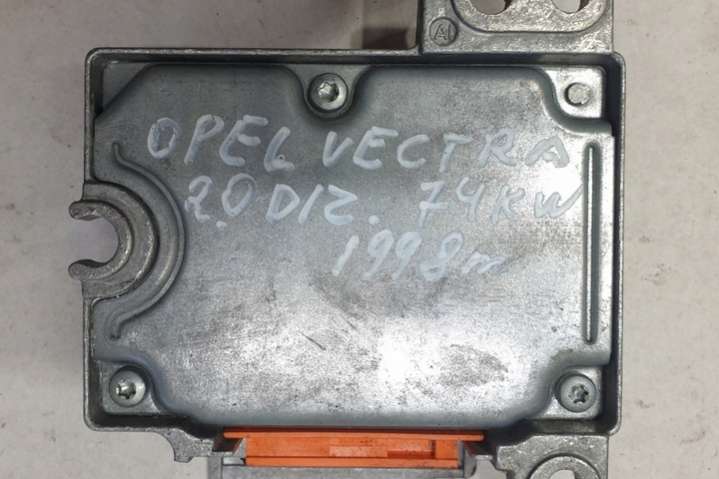 A
OPEL VECTRA
2.0 DIZ. 74KW
1998m